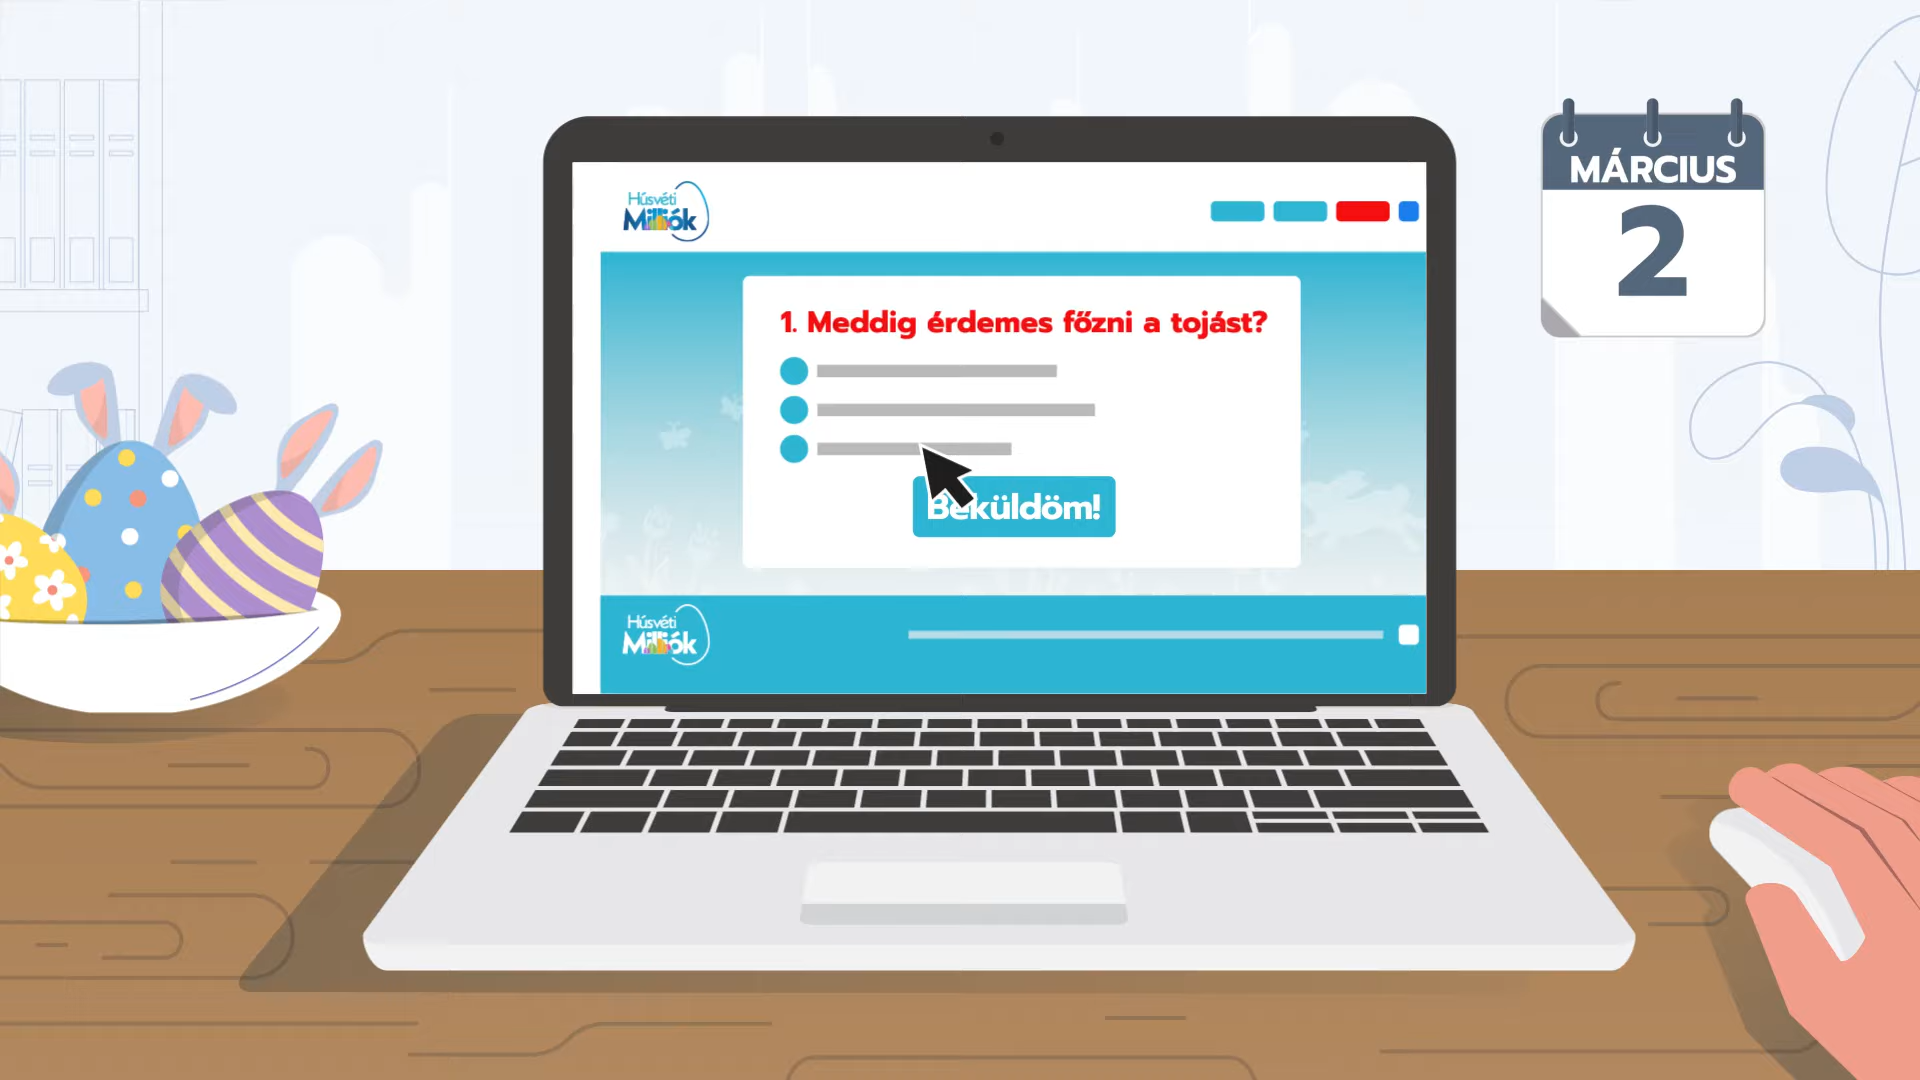 Húsvéti
Milliók
MÁRCIUS
2
1. Meddig érdemes főzni a tojást?
Beküldöm!
Húsvéti
Milliók